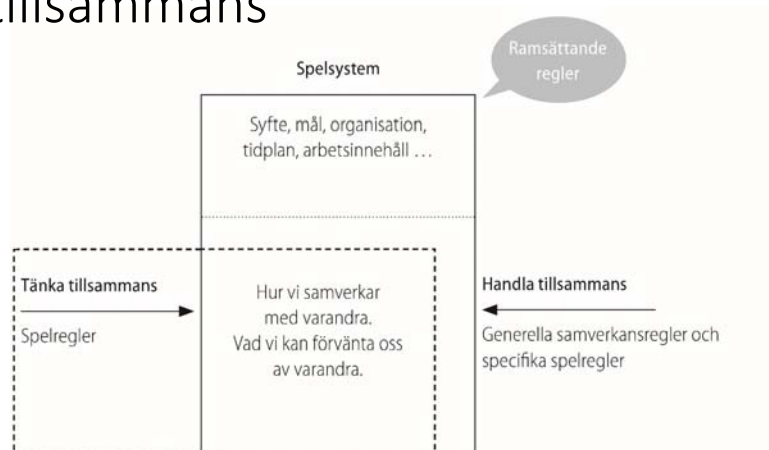 tillsammans
Ramsättande
regler
Spelsystem
Syfte, mål, organisation,
tidplan, arbetsinnehåll …
Tänka tillsammans
Spelregler
Hur vi samverkar
med varandra.
Vad vi kan förvänta oss
av varandra.
Handla tillsammans
Generella samverkansregler och
specifika spelregler